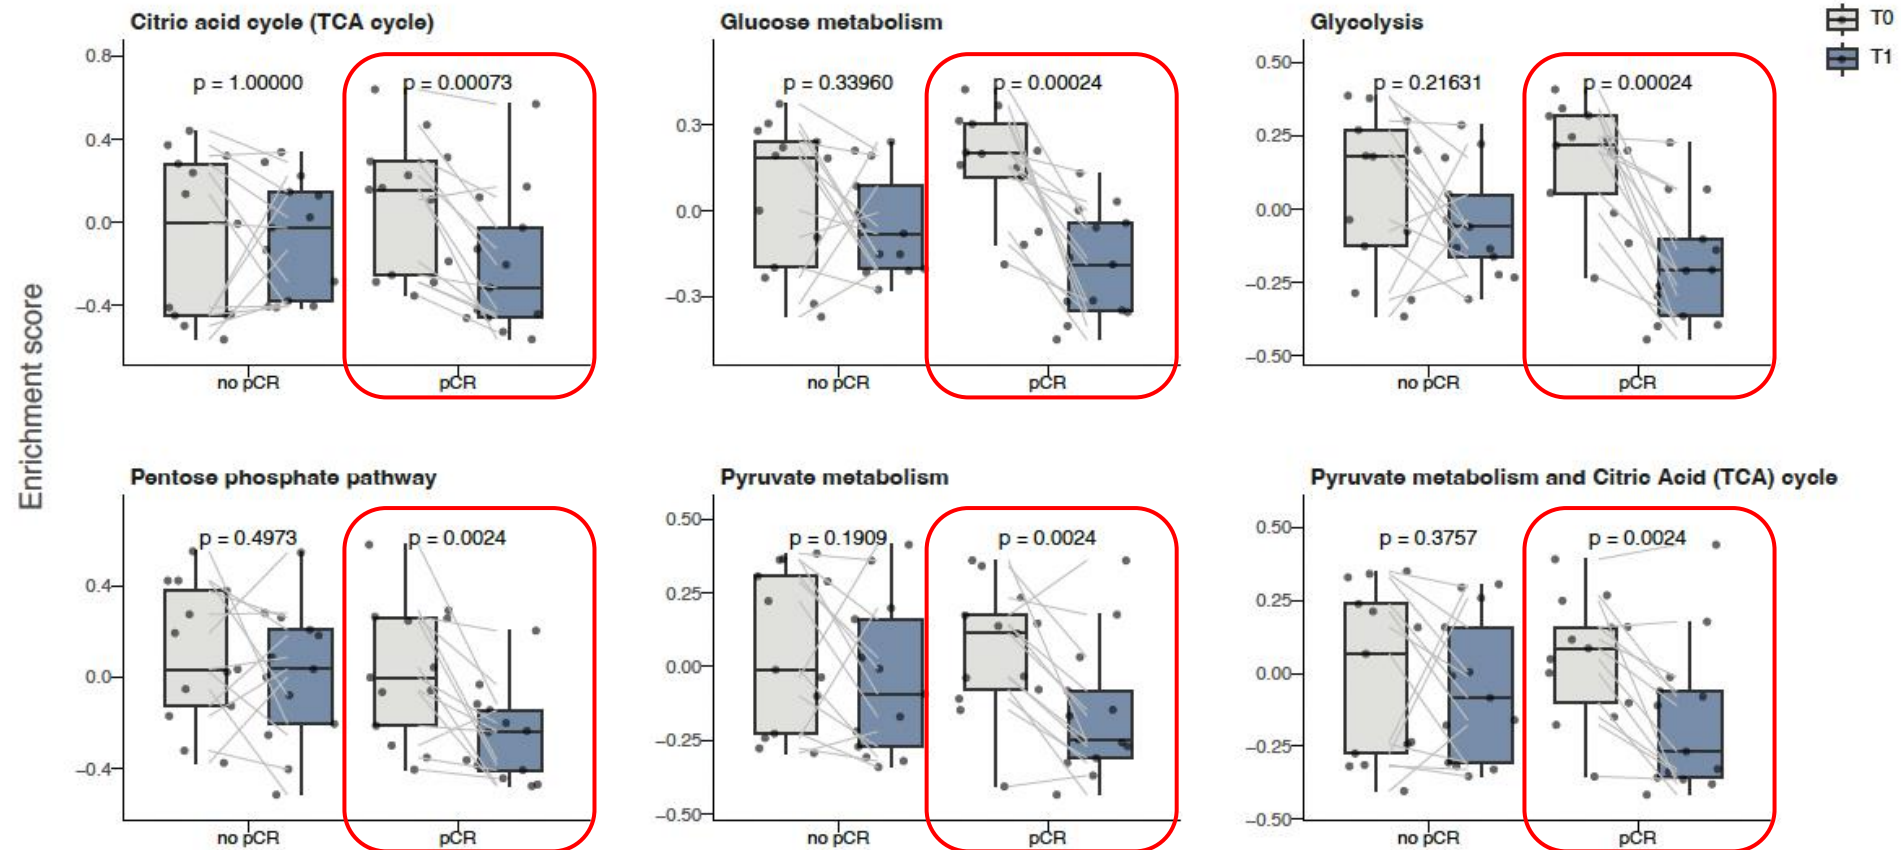 Citric acid cycle (TCA cycle)
Glucose metabolism
Glycolysis
T0
T1
0.8
0.4
0.0
−0.4
p = 1.00000
p = 0.00073
no pCR
pCR
0.3
0.0
−0.3
p = 0.33960
p = 0.00024
no pCR
pCR
0.50
0.25
0.00
−0.25
−0.50
p = 0.21631
p = 0.00024
no pCR
pCR
Enrichment score
Pentose phosphate pathway
Pyruvate metabolism
Pyruvate metabolism and Citric Acid (TCA) cycle
0.4
0.0
−0.4
p = 0.4973
p = 0.0024
no pCR
pCR
0.50
0.25
0.00
−0.25
−0.50
p = 0.1909
p = 0.0024
no pCR
pCR
0.50
0.25
0.00
−0.25
−0.50
p = 0.3757
p = 0.0024
no pCR
pCR